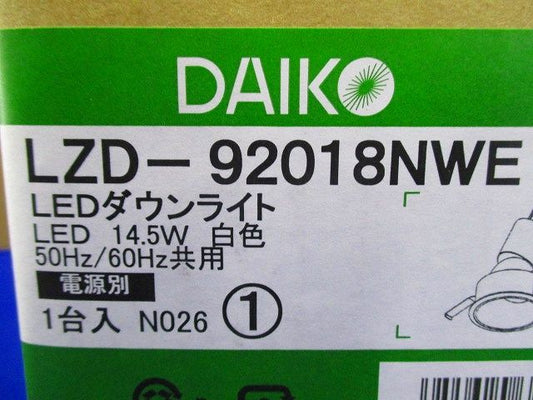 DAIKO
LZD-92018NWE
LEDダウンライト
LED 14.5W 白色
50Hz/60Hz共用
電源別
1台入 N026 ①